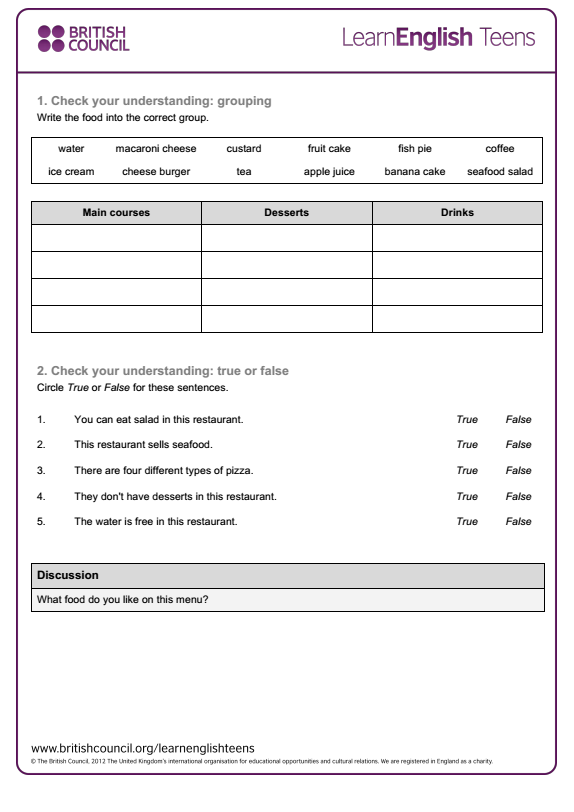 BRITISH
COUNCIL
LearnEnglish Teens
1. Check your understanding: grouping
Write the food into the correct group.
water macaroni cheese custard fruit cake fish pie coffee
ice cream cheese burger tea apple juice banana cake seafood salad
Main courses Desserts Drinks
2. Check your understanding: true or false
Circle True or False for these sentences.
1. You can eat salad in this restaurant. True False
2. This restaurant sells seafood. True False
3. There are four different types of pizza. True False
4. They don't have desserts in this restaurant. True False
5. The water is free in this restaurant. True False
Discussion
What food do you like on this menu?
www.britishcouncil.org/learnenglishteens
© The British Council, 2012 The United Kingdom's international organisation for educational opportunities and cultural relations. We are registered in England as a charity.